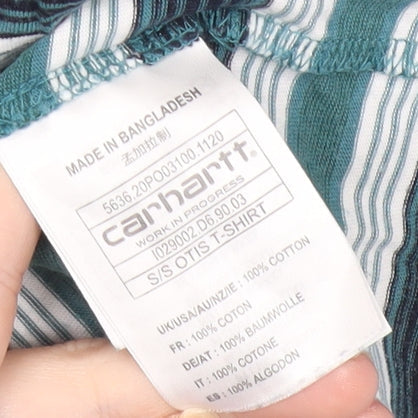 MADE IN BANGLADESH
孟加拉制
5636.20PO03100.1120
carhartt
WORK IN PROGRESS
I029002.D6.90.03
S/S OTIS T-SHIRT
UK/USA/AUNZ/IE : 100% COTTON
FR : 100% COTON
DE/AT : 100% BAUMWOLLE
IT : 100% COTONE
ES : 100% ALGODON